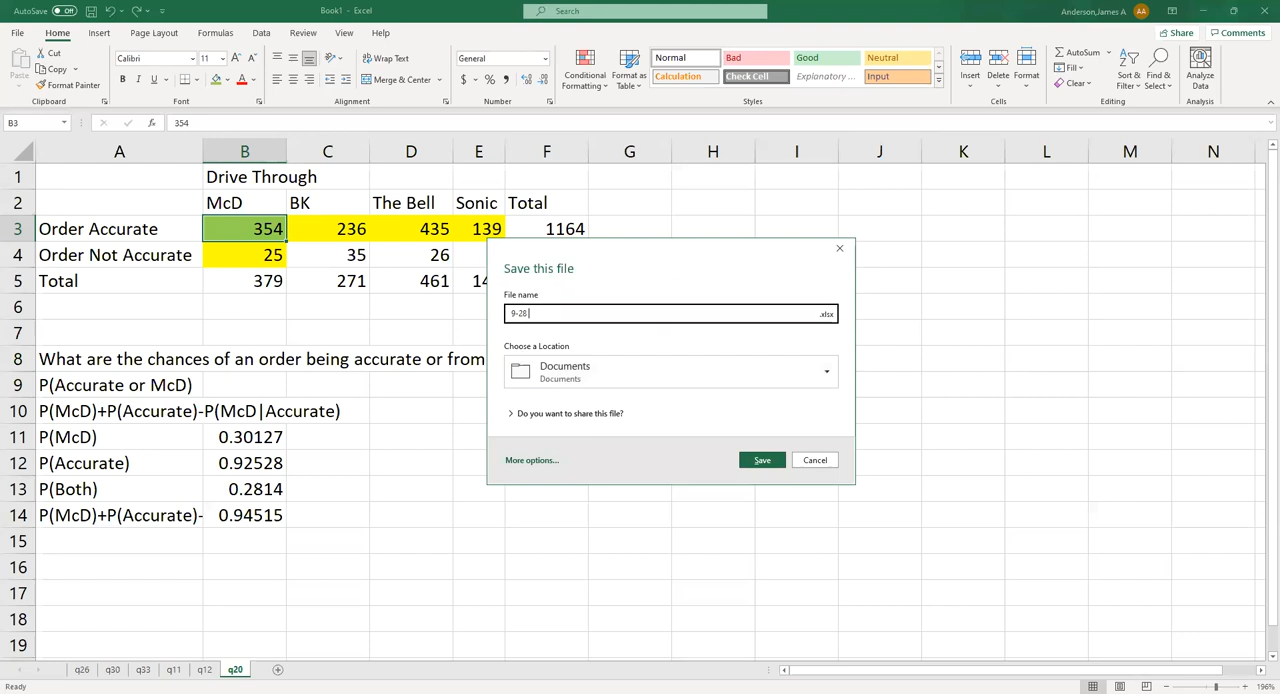 AutoSave Off Book1 - Excel Search Anderson,James A AA
File Home Insert Page Layout Formulas Data Review View Help Share Comments
Paste Cut Copy Format Painter Clipboard
Calibri 11 B I U Font
Wrap Text Merge & Center Alignment
General $ % Number
Conditional Formatting Format as Table
Normal Bad Good Neutral
Calculation Check Cell Explanatory ... Input
Styles
Insert Delete Format Cells
AutoSum Fill Clear Sort & Filter Find & Select Editing
Analyze Data Analysis
B3 fx 354
A B C D E F G H I J K L M N
1 Drive Through
2 McD BK The Bell Sonic Total
3 Order Accurate 354 236 435 139 1164
4 Order Not Accurate 25 35 26
5 Total 379 271 461 14
6
7
8 What are the chances of an order being accurate or from
9 P(Accurate or McD)
10 P(McD)+P(Accurate)-P(McD|Accurate)
11 P(McD) 0.30127
12 P(Accurate) 0.92528
13 P(Both) 0.2814
14 P(McD)+P(Accurate)- 0.94515
15
16
17
18
19
Save this file
File name
9-28 .xlsx
Choose a Location
Documents
Documents
Do you want to share this file?
More options... Save Cancel
q26 q30 q33 q11 q12 q20
Ready 196%